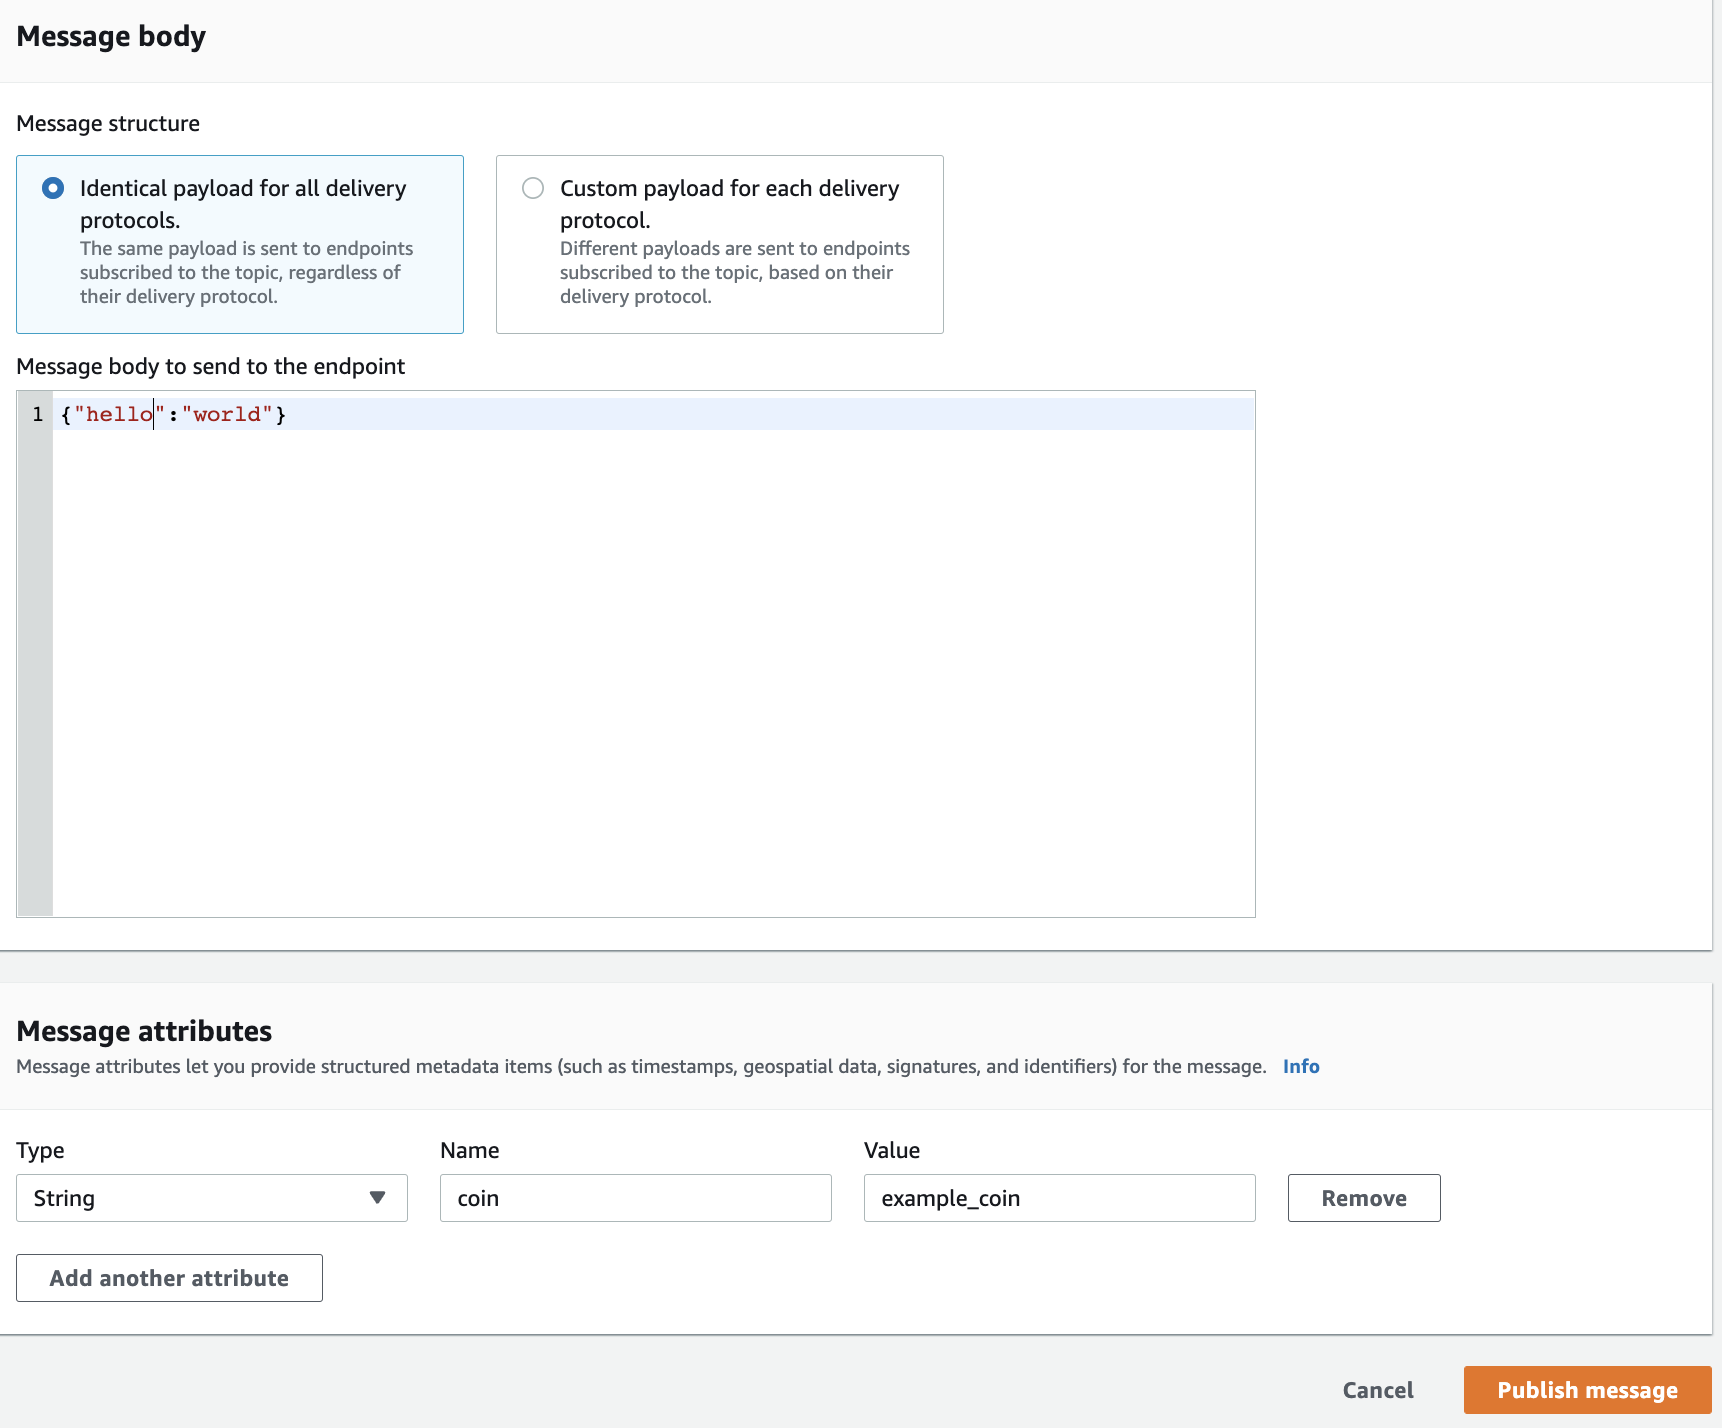 Message body
Message structure
Identical payload for all delivery
protocols.
The same payload is sent to endpoints
subscribed to the topic, regardless of
their delivery protocol.
Custom payload for each delivery
protocol.
Different payloads are sent to endpoints
subscribed to the topic, based on their
delivery protocol.
Message body to send to the endpoint
1 {"hello":"world"}
Message attributes
Message attributes let you provide structured metadata items (such as timestamps, geospatial data, signatures, and identifiers) for the message. Info
Type Name Value
String coin example_coin Remove
Add another attribute
Cancel Publish message